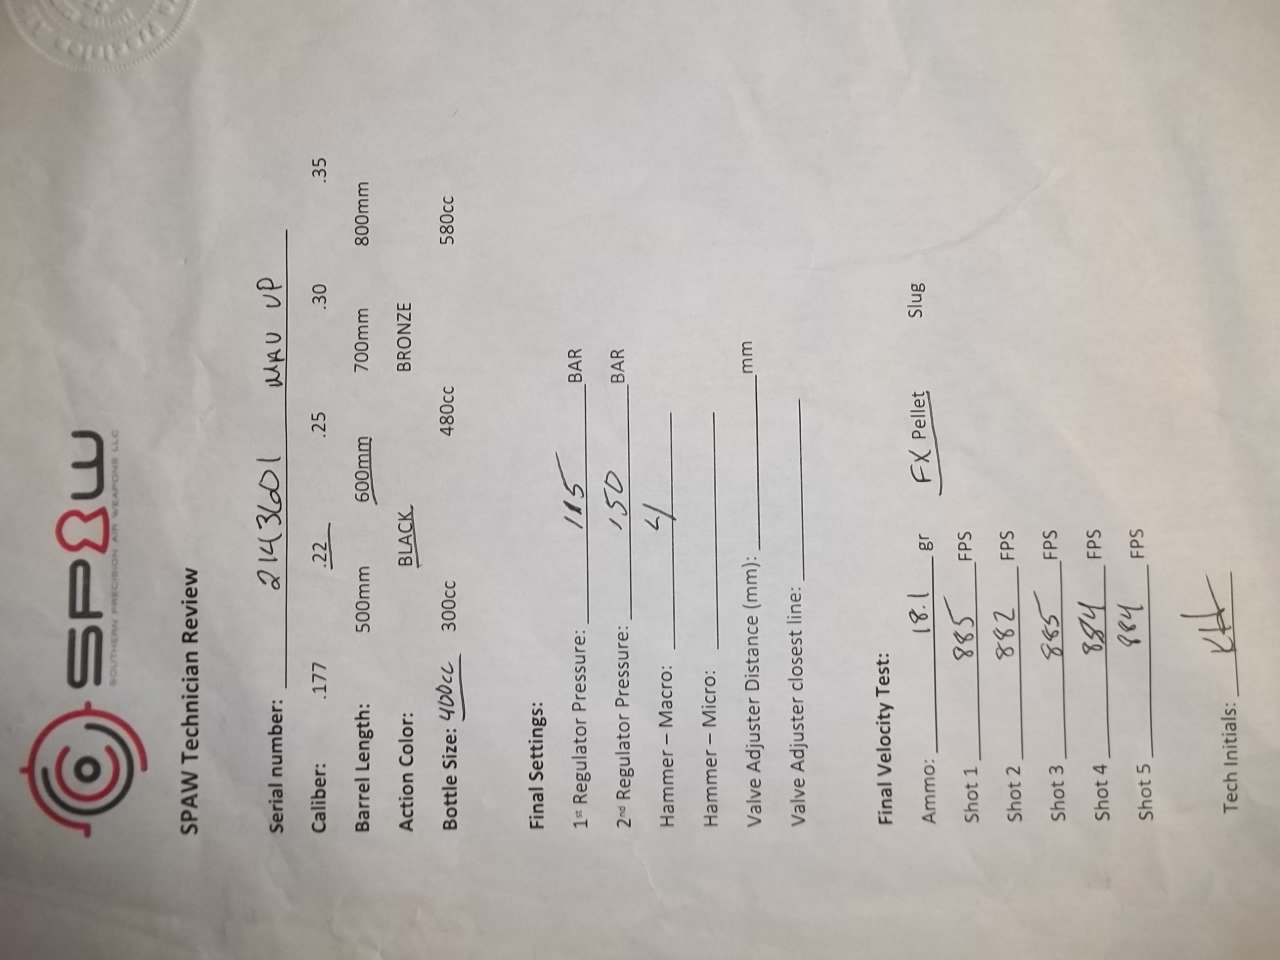 SPAW
SOUTHERN PRECISION AIR WEAPONS LLC
SPAW Technician Review
Serial number: 2143601 MAV UP
Caliber: .177 .22 .25 .30 .35
Barrel Length: 500mm 600mm 700mm 800mm
Action Color: BLACK BRONZE
Bottle Size: 400cc 300cc 480cc 580cc
Final Settings:
1st Regulator Pressure: 115 BAR
2nd Regulator Pressure: 150 BAR
Hammer – Macro: 4
Hammer – Micro:
Valve Adjuster Distance (mm): mm
Valve Adjuster closest line:
Final Velocity Test:
Ammo: 18.1 gr FX Pellet Slug
Shot 1 885 FPS
Shot 2 882 FPS
Shot 3 885 FPS
Shot 4 884 FPS
Shot 5 884 FPS
Tech Initials: